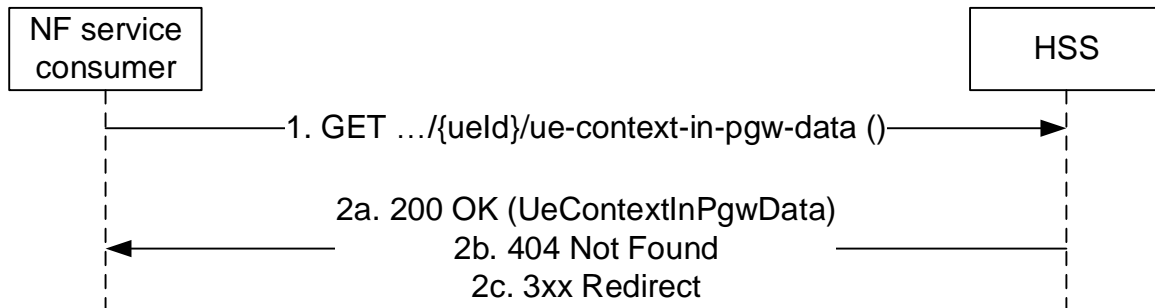 NF service
consumer
HSS
1. GET …/{ueId}/ue-context-in-pgw-data ()
2a. 200 OK (UeContextInPgwData)
2b. 404 Not Found
2c. 3xx Redirect